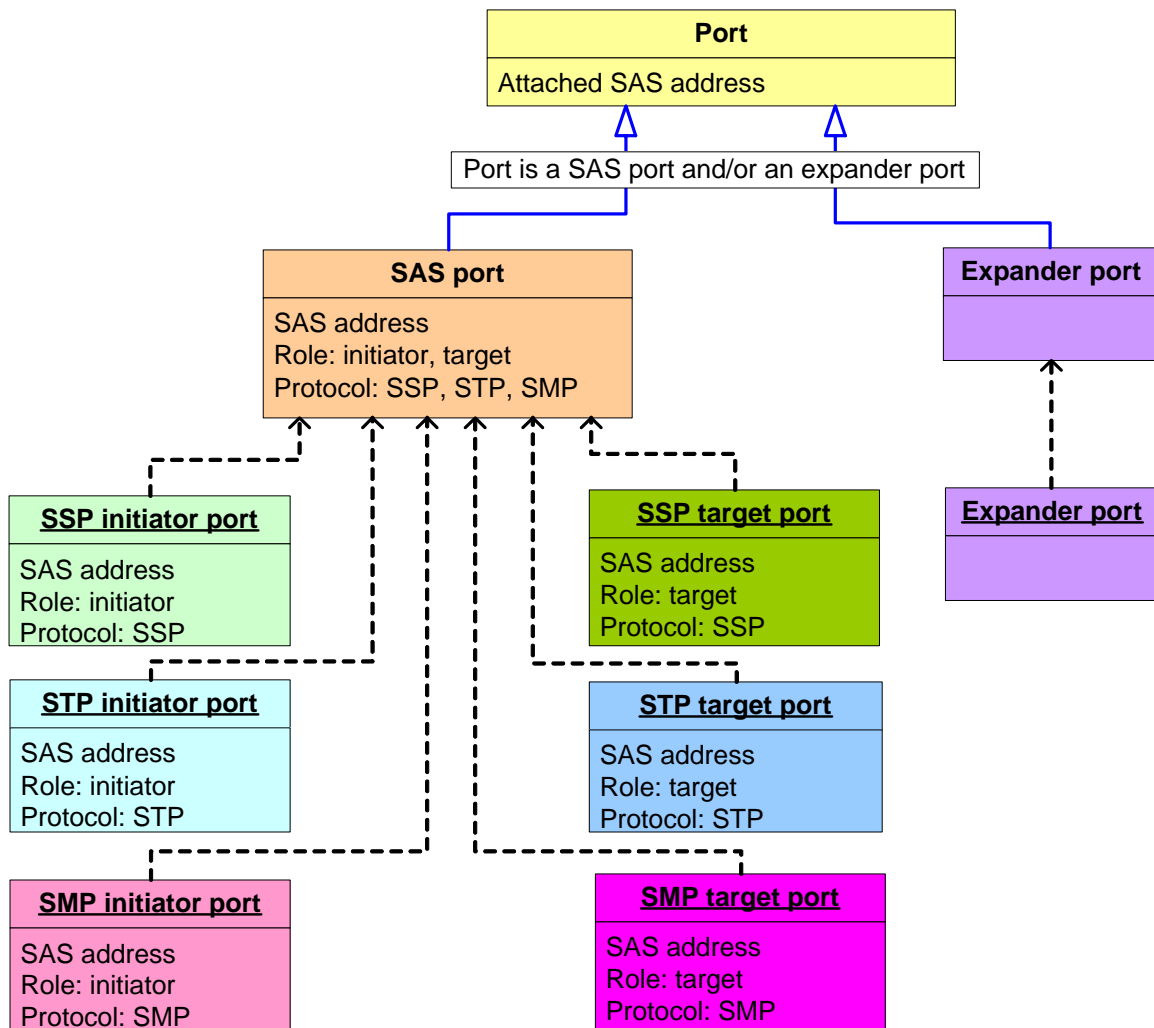 Port
Attached SAS address
Port is a SAS port and/or an expander port
SAS port
SAS address
Role: initiator, target
Protocol: SSP, STP, SMP
Expander port
SSP initiator port
SAS address
Role: initiator
Protocol: SSP
SSP target port
SAS address
Role: target
Protocol: SSP
Expander port
STP initiator port
SAS address
Role: initiator
Protocol: STP
STP target port
SAS address
Role: target
Protocol: STP
SMP initiator port
SAS address
Role: initiator
Protocol: SMP
SMP target port
SAS address
Role: target
Protocol: SMP